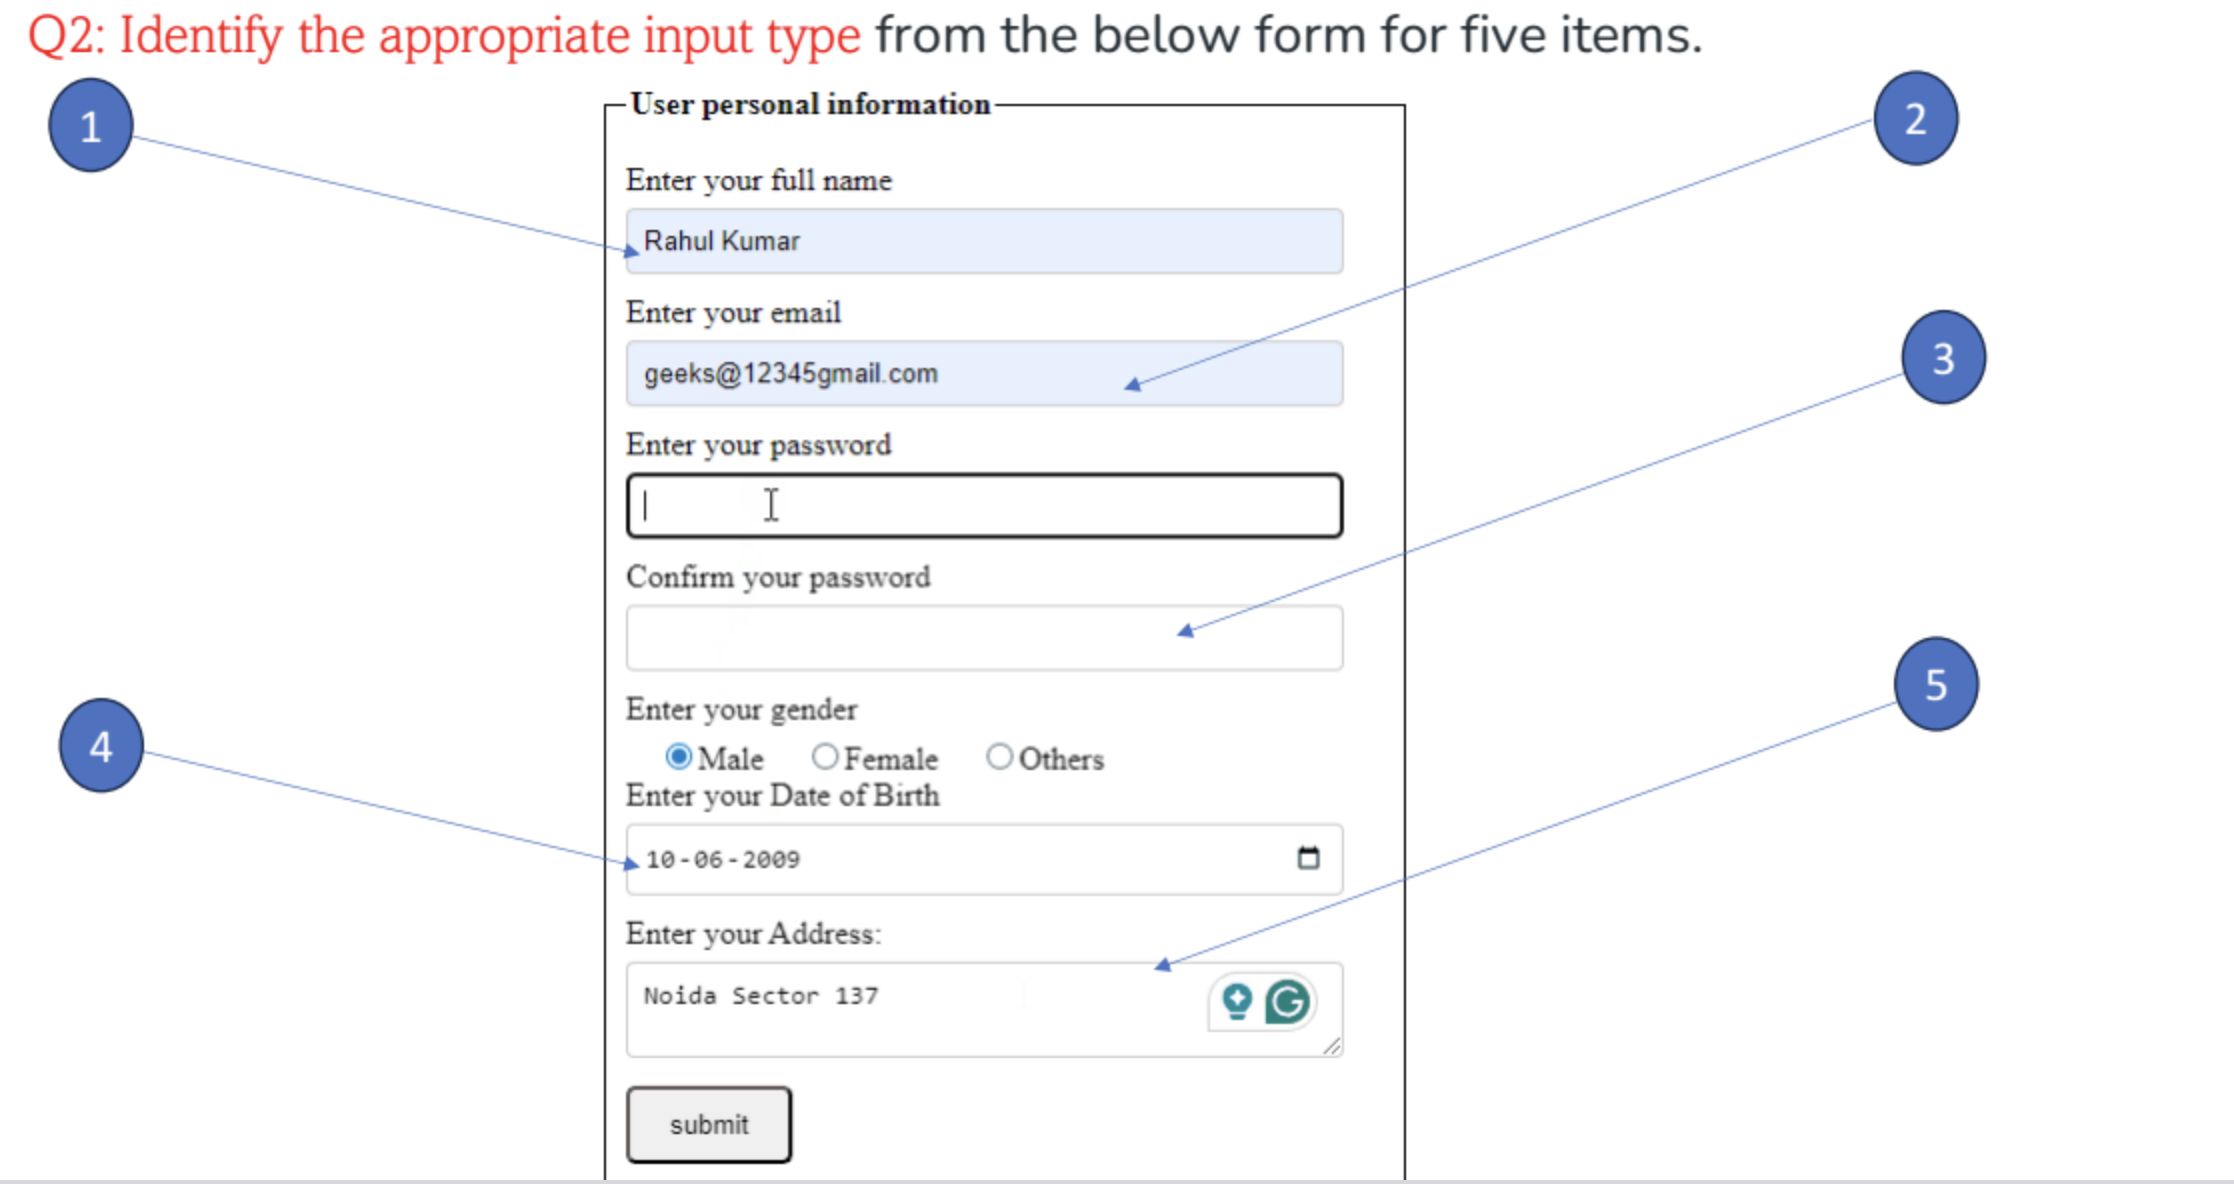 Q2: Identify the appropriate input type from the below form for five items.
1
2
User personal information
Enter your full name
Rahul Kumar
Enter your email
geeks@12345gmail.com
3
Enter your password
Confirm your password
Enter your gender
Male Female Others
4
5
Enter your Date of Birth
10-06-2009
Enter your Address:
Noida Sector 137
G
submit